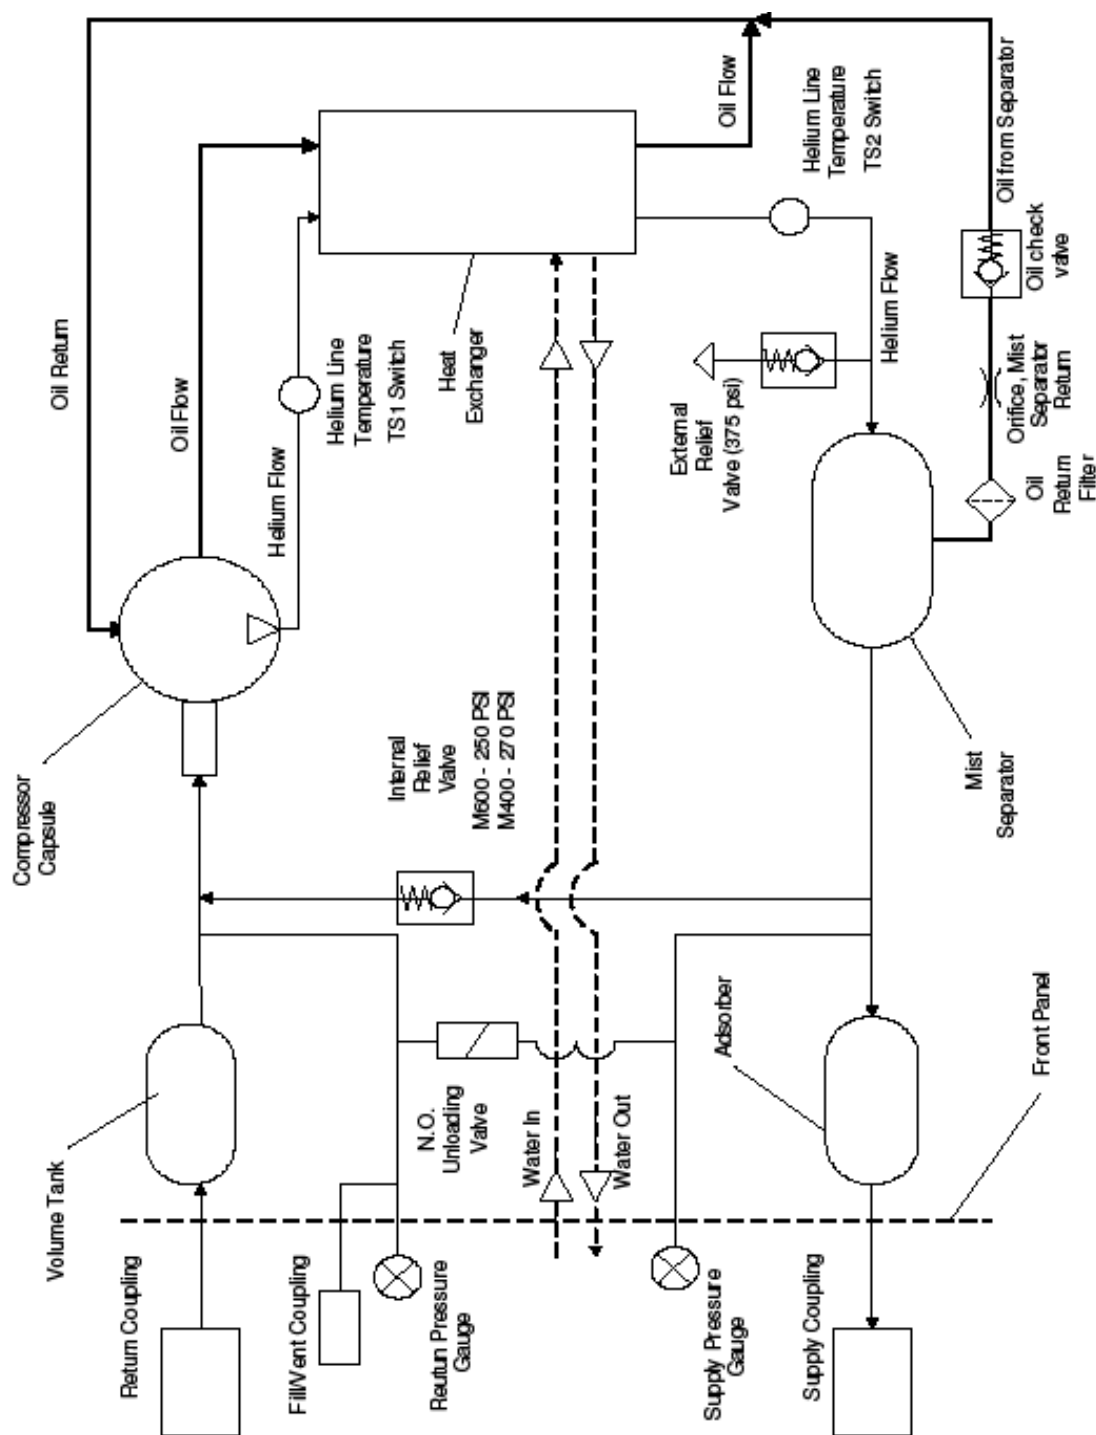 Oil Return
Oil Flow
Helium Flow
Helium Line
Temperature
TS1 Switch
Heat
Exchanger
Oil Flow
Helium Line
Temperature
TS2 Switch
Oil from Separator
Oil check
valve
Orifice, Mist
Separator
Return
Oil
Return
Filter
Helium Flow
External
Relief
Valve (375 psi)
Compressor
Capsule
Internal
Relief
Valve
M600 - 250 PSI
M400 - 270 PSI
Mist
Separator
Volume Tank
N.O.
Unloading
Valve
Water In
Water Out
Adsorber
Front Panel
Return Coupling
Fill/Vent Coupling
Reutun Pressure
Gauge
Supply Pressure
Gauge
Supply Coupling